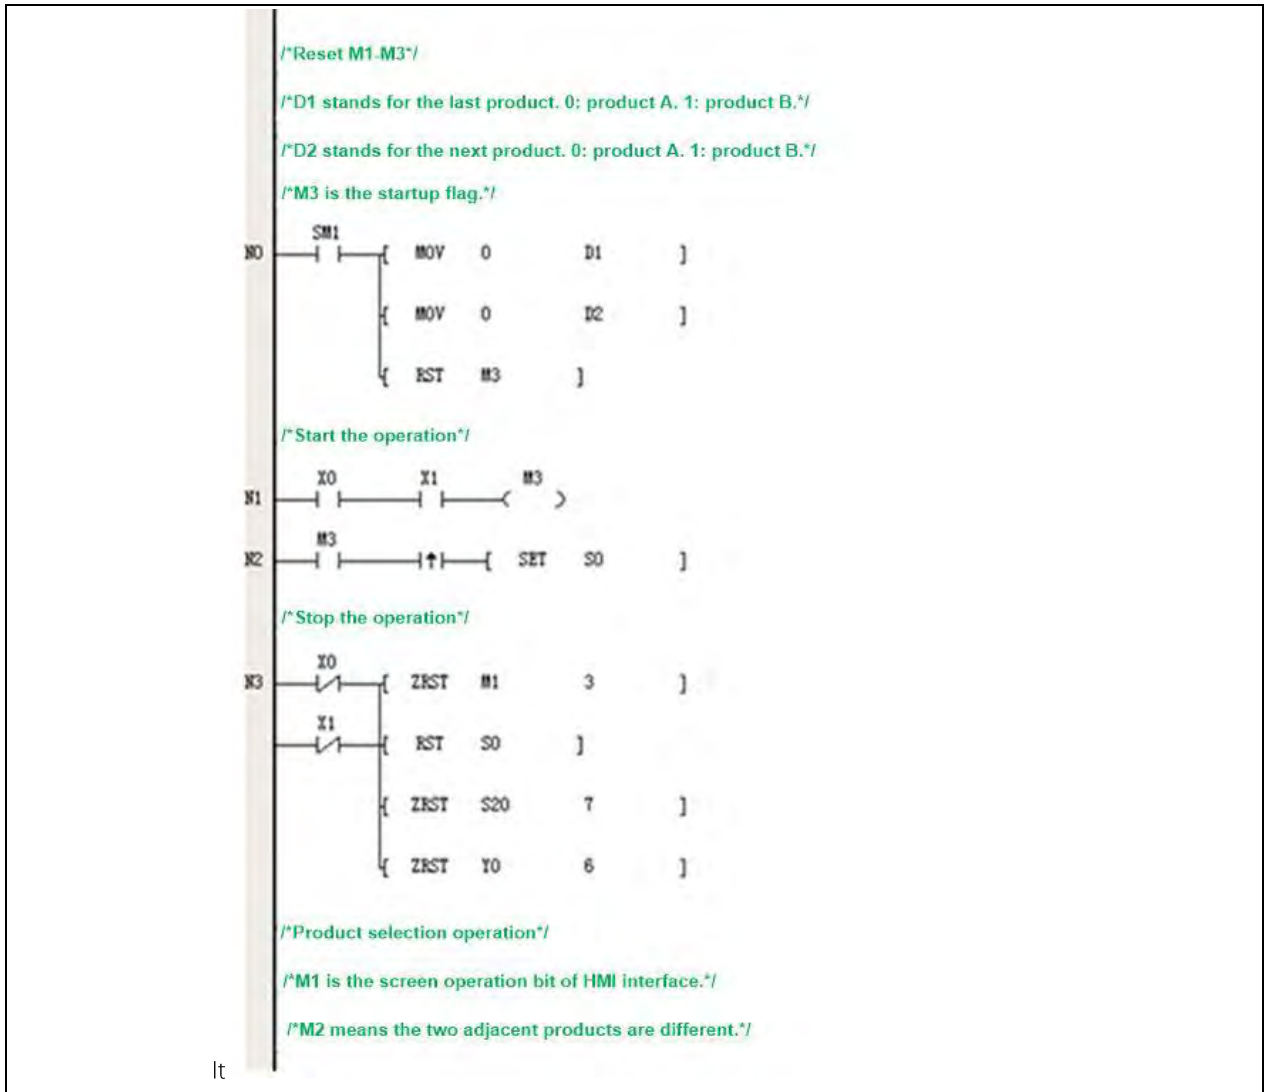 /*Reset M1-M3*/
/*D1 stands for the last product. 0: product A. 1: product B.*/
/*D2 stands for the next product. 0: product A. 1: product B.*/
/*M3 is the startup flag.*/
SM1
N0 [ MOV 0 D1 ]
[ MOV 0 D2 ]
[ RST M3 ]
/*Start the operation*/
X0 X1 M3
N1 ( )
M3
N2 [ SET S0 ]
/*Stop the operation*/
X0
N3 [ ZRST M1 3 ]
X1
[ RST S0 ]
[ ZRST S20 7 ]
[ ZRST Y0 6 ]
/*Product selection operation*/
/*M1 is the screen operation bit of HMI interface.*/
/*M2 means the two adjacent products are different.*/
It